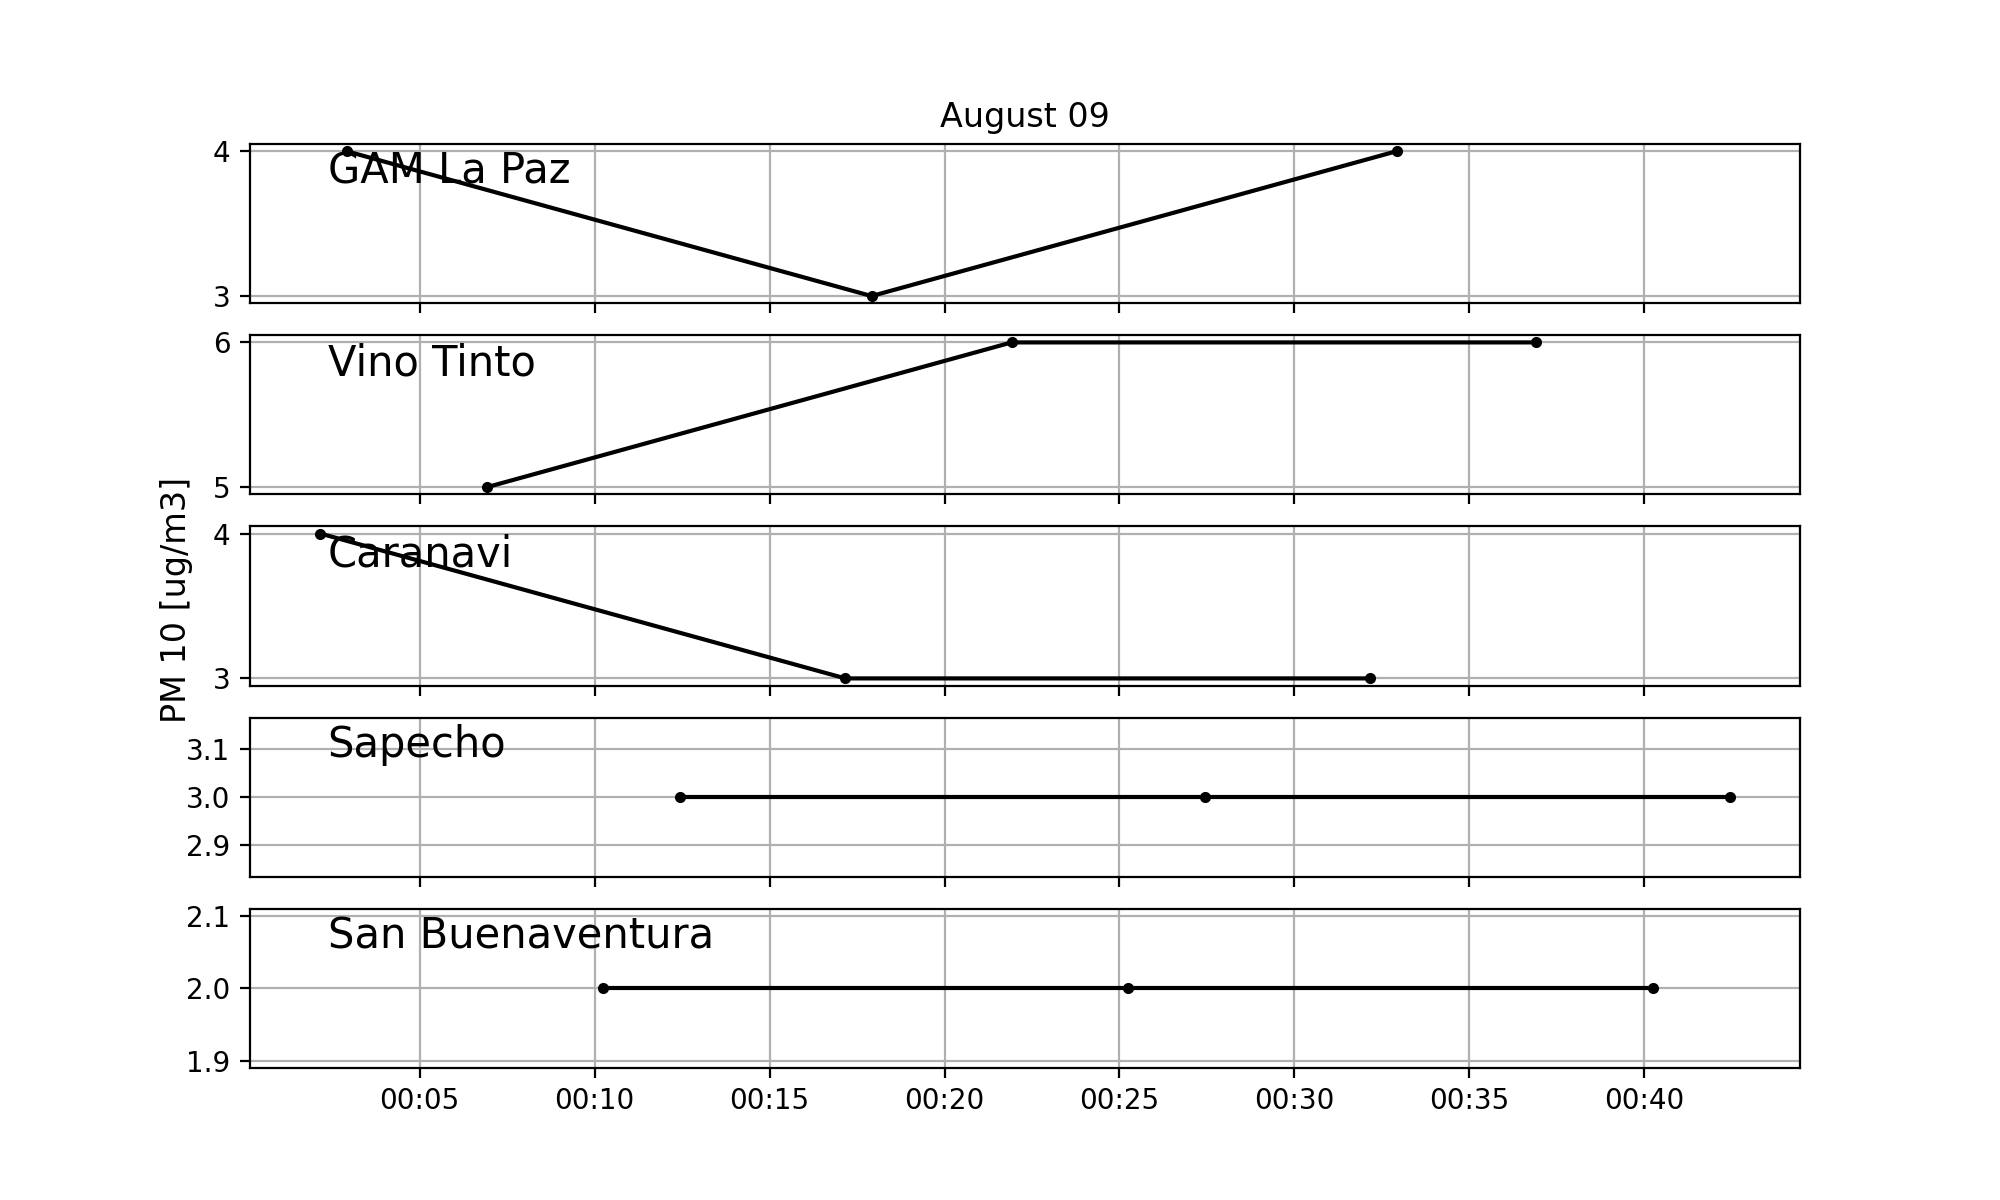 August 09
4
GAM La Paz
3
6
Vino Tinto
5
PM 10 [ug/m3]
4
Caranavi
3
Sapecho
3.1
3.0
2.9
2.1
San Buenaventura
2.0
1.9
00:05 00:10 00:15 00:20 00:25 00:30 00:35 00:40